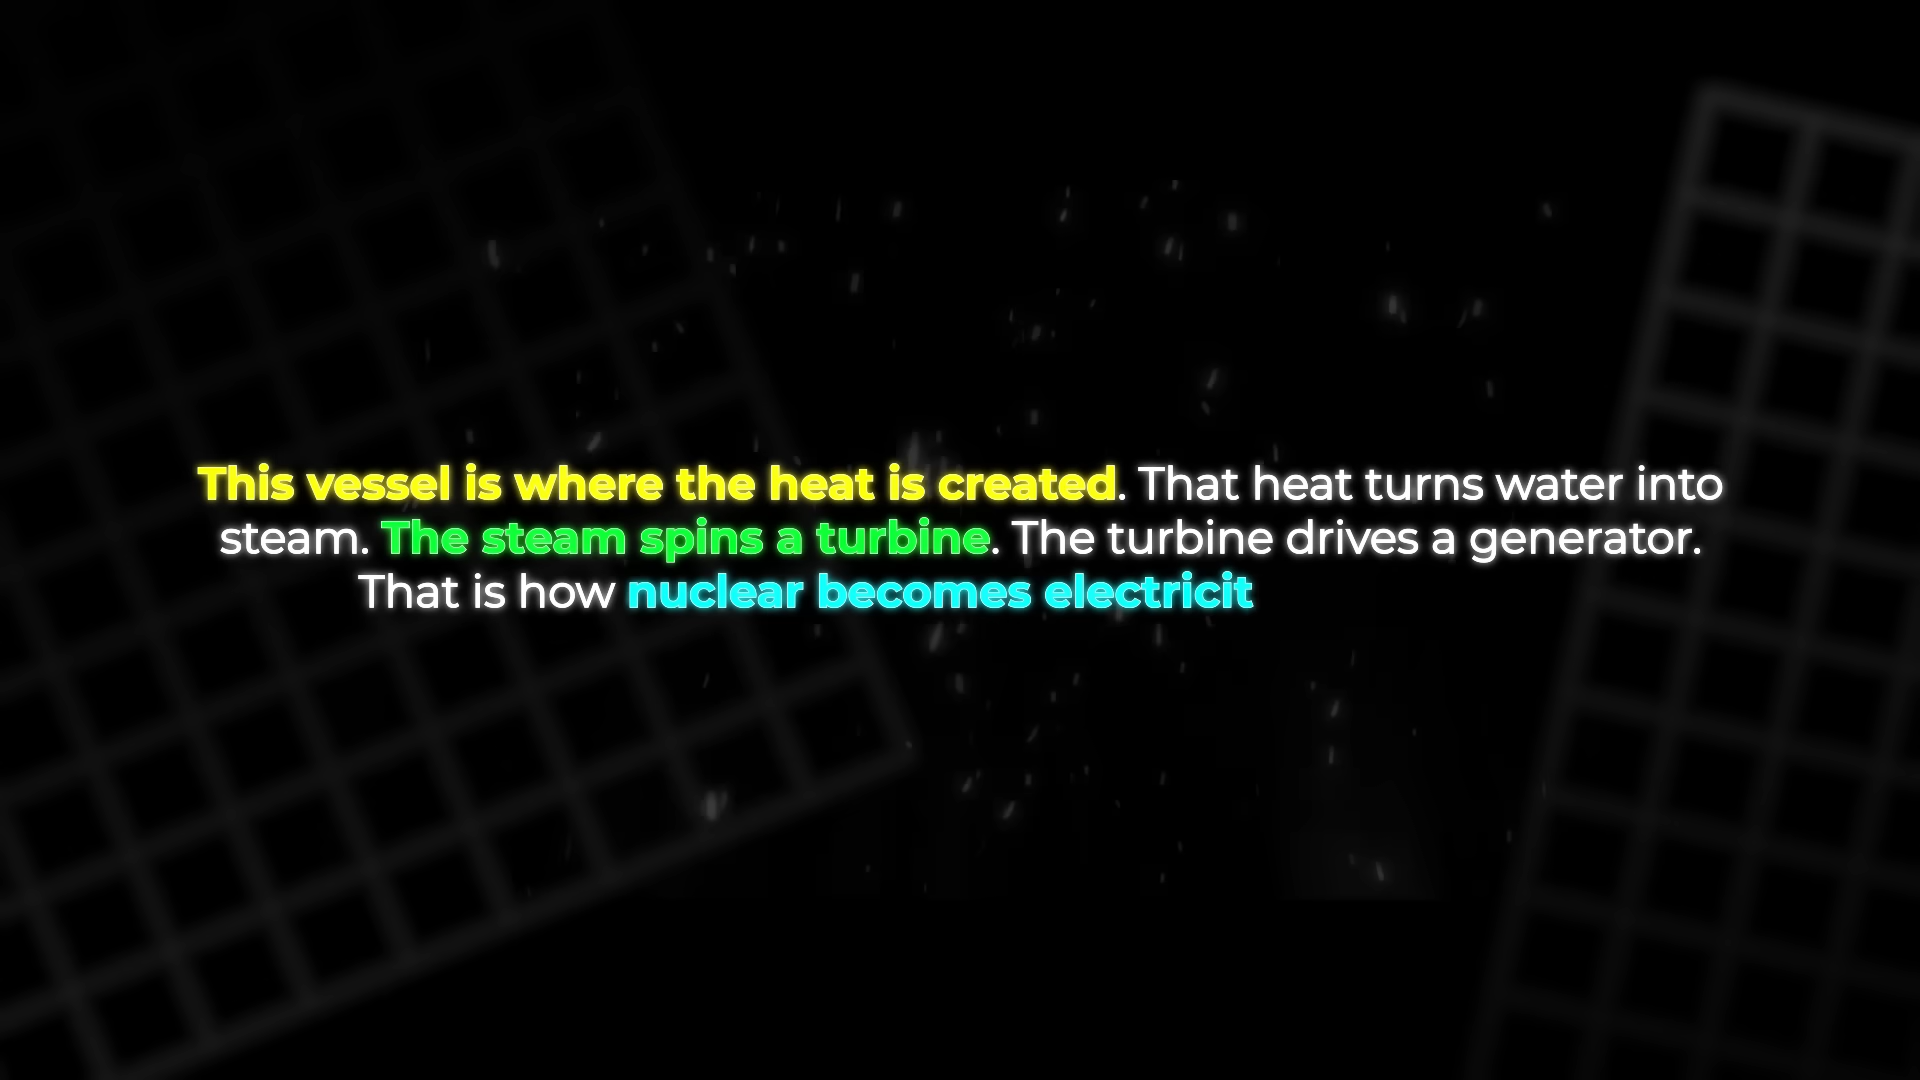 This vessel is where the heat is created. That heat turns water into
steam. The steam spins a turbine. The turbine drives a generator.
That is how nuclear becomes electricit